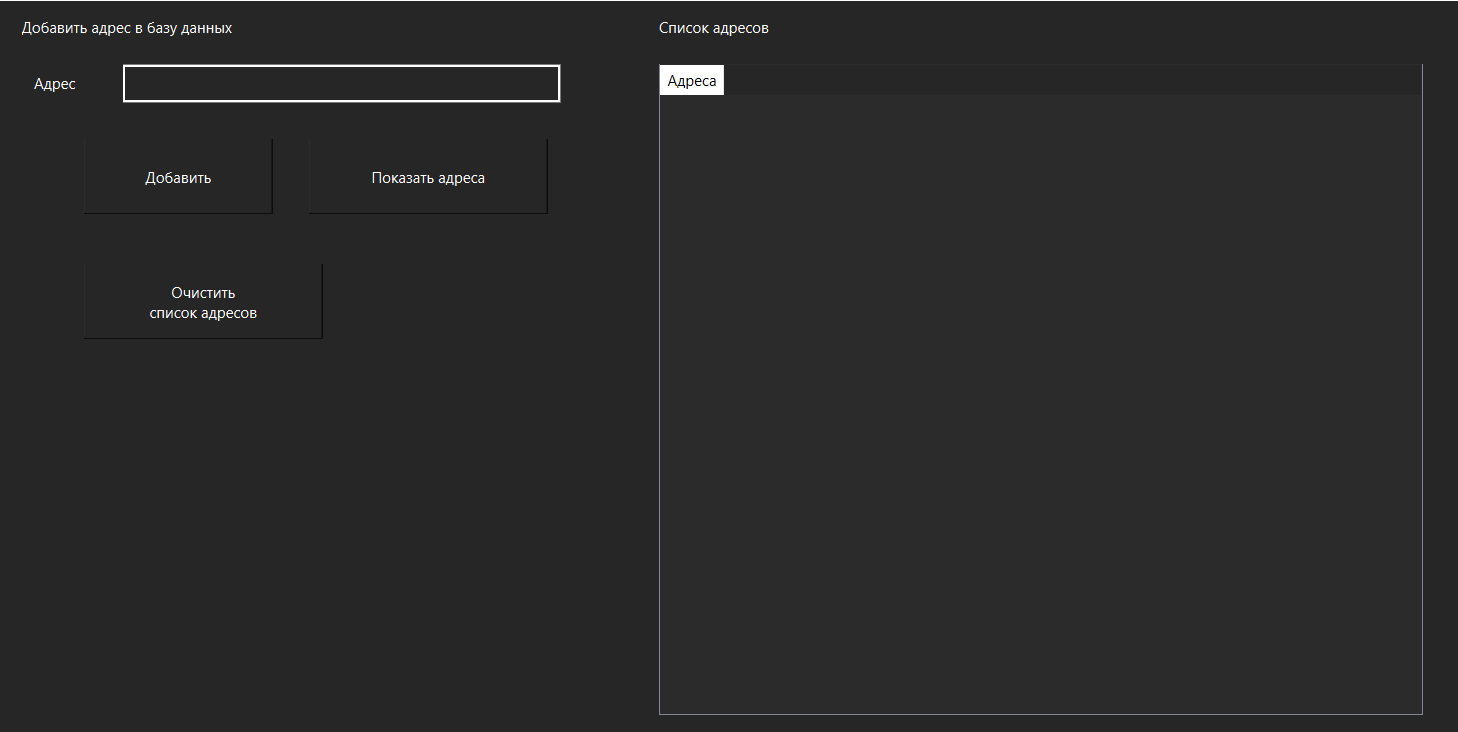 Добавить адрес в базу данных
Адрес
Добавить
Показать адреса
Очистить
список адресов
Список адресов
Адреса